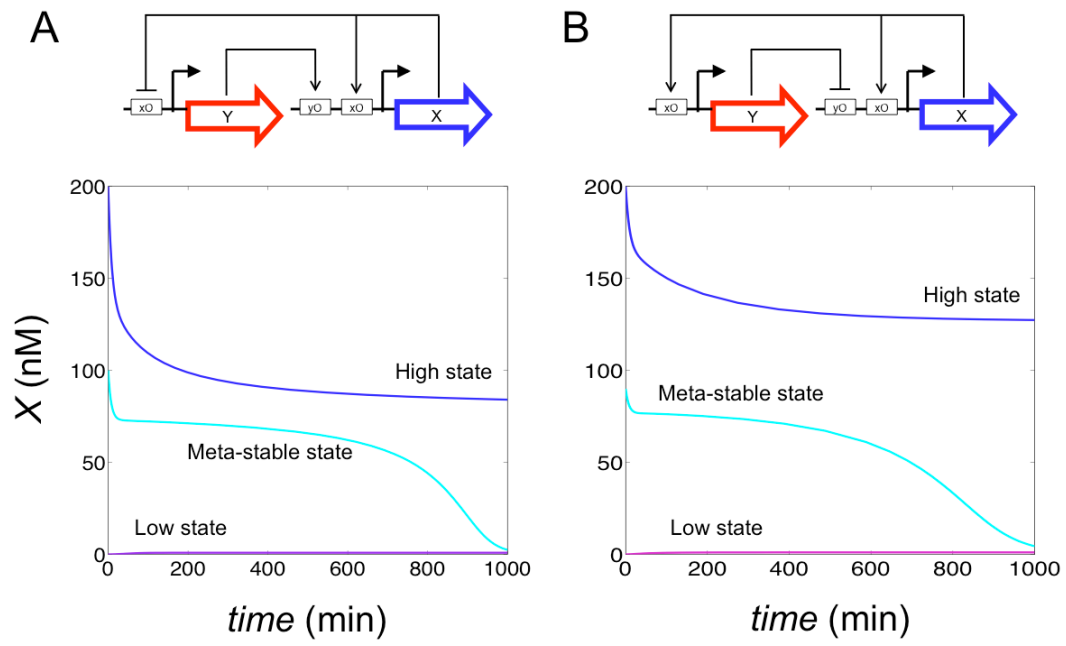 A
xO
Y
yO
xO
X
X (nM)
200
150
100
50
0
High state
Meta-stable state
Low state
0
200
400
600
800
1000
time (min)
B
xO
Y
yO
xO
X
200
150
100
50
0
High state
Meta-stable state
Low state
0
200
400
600
800
1000
time (min)